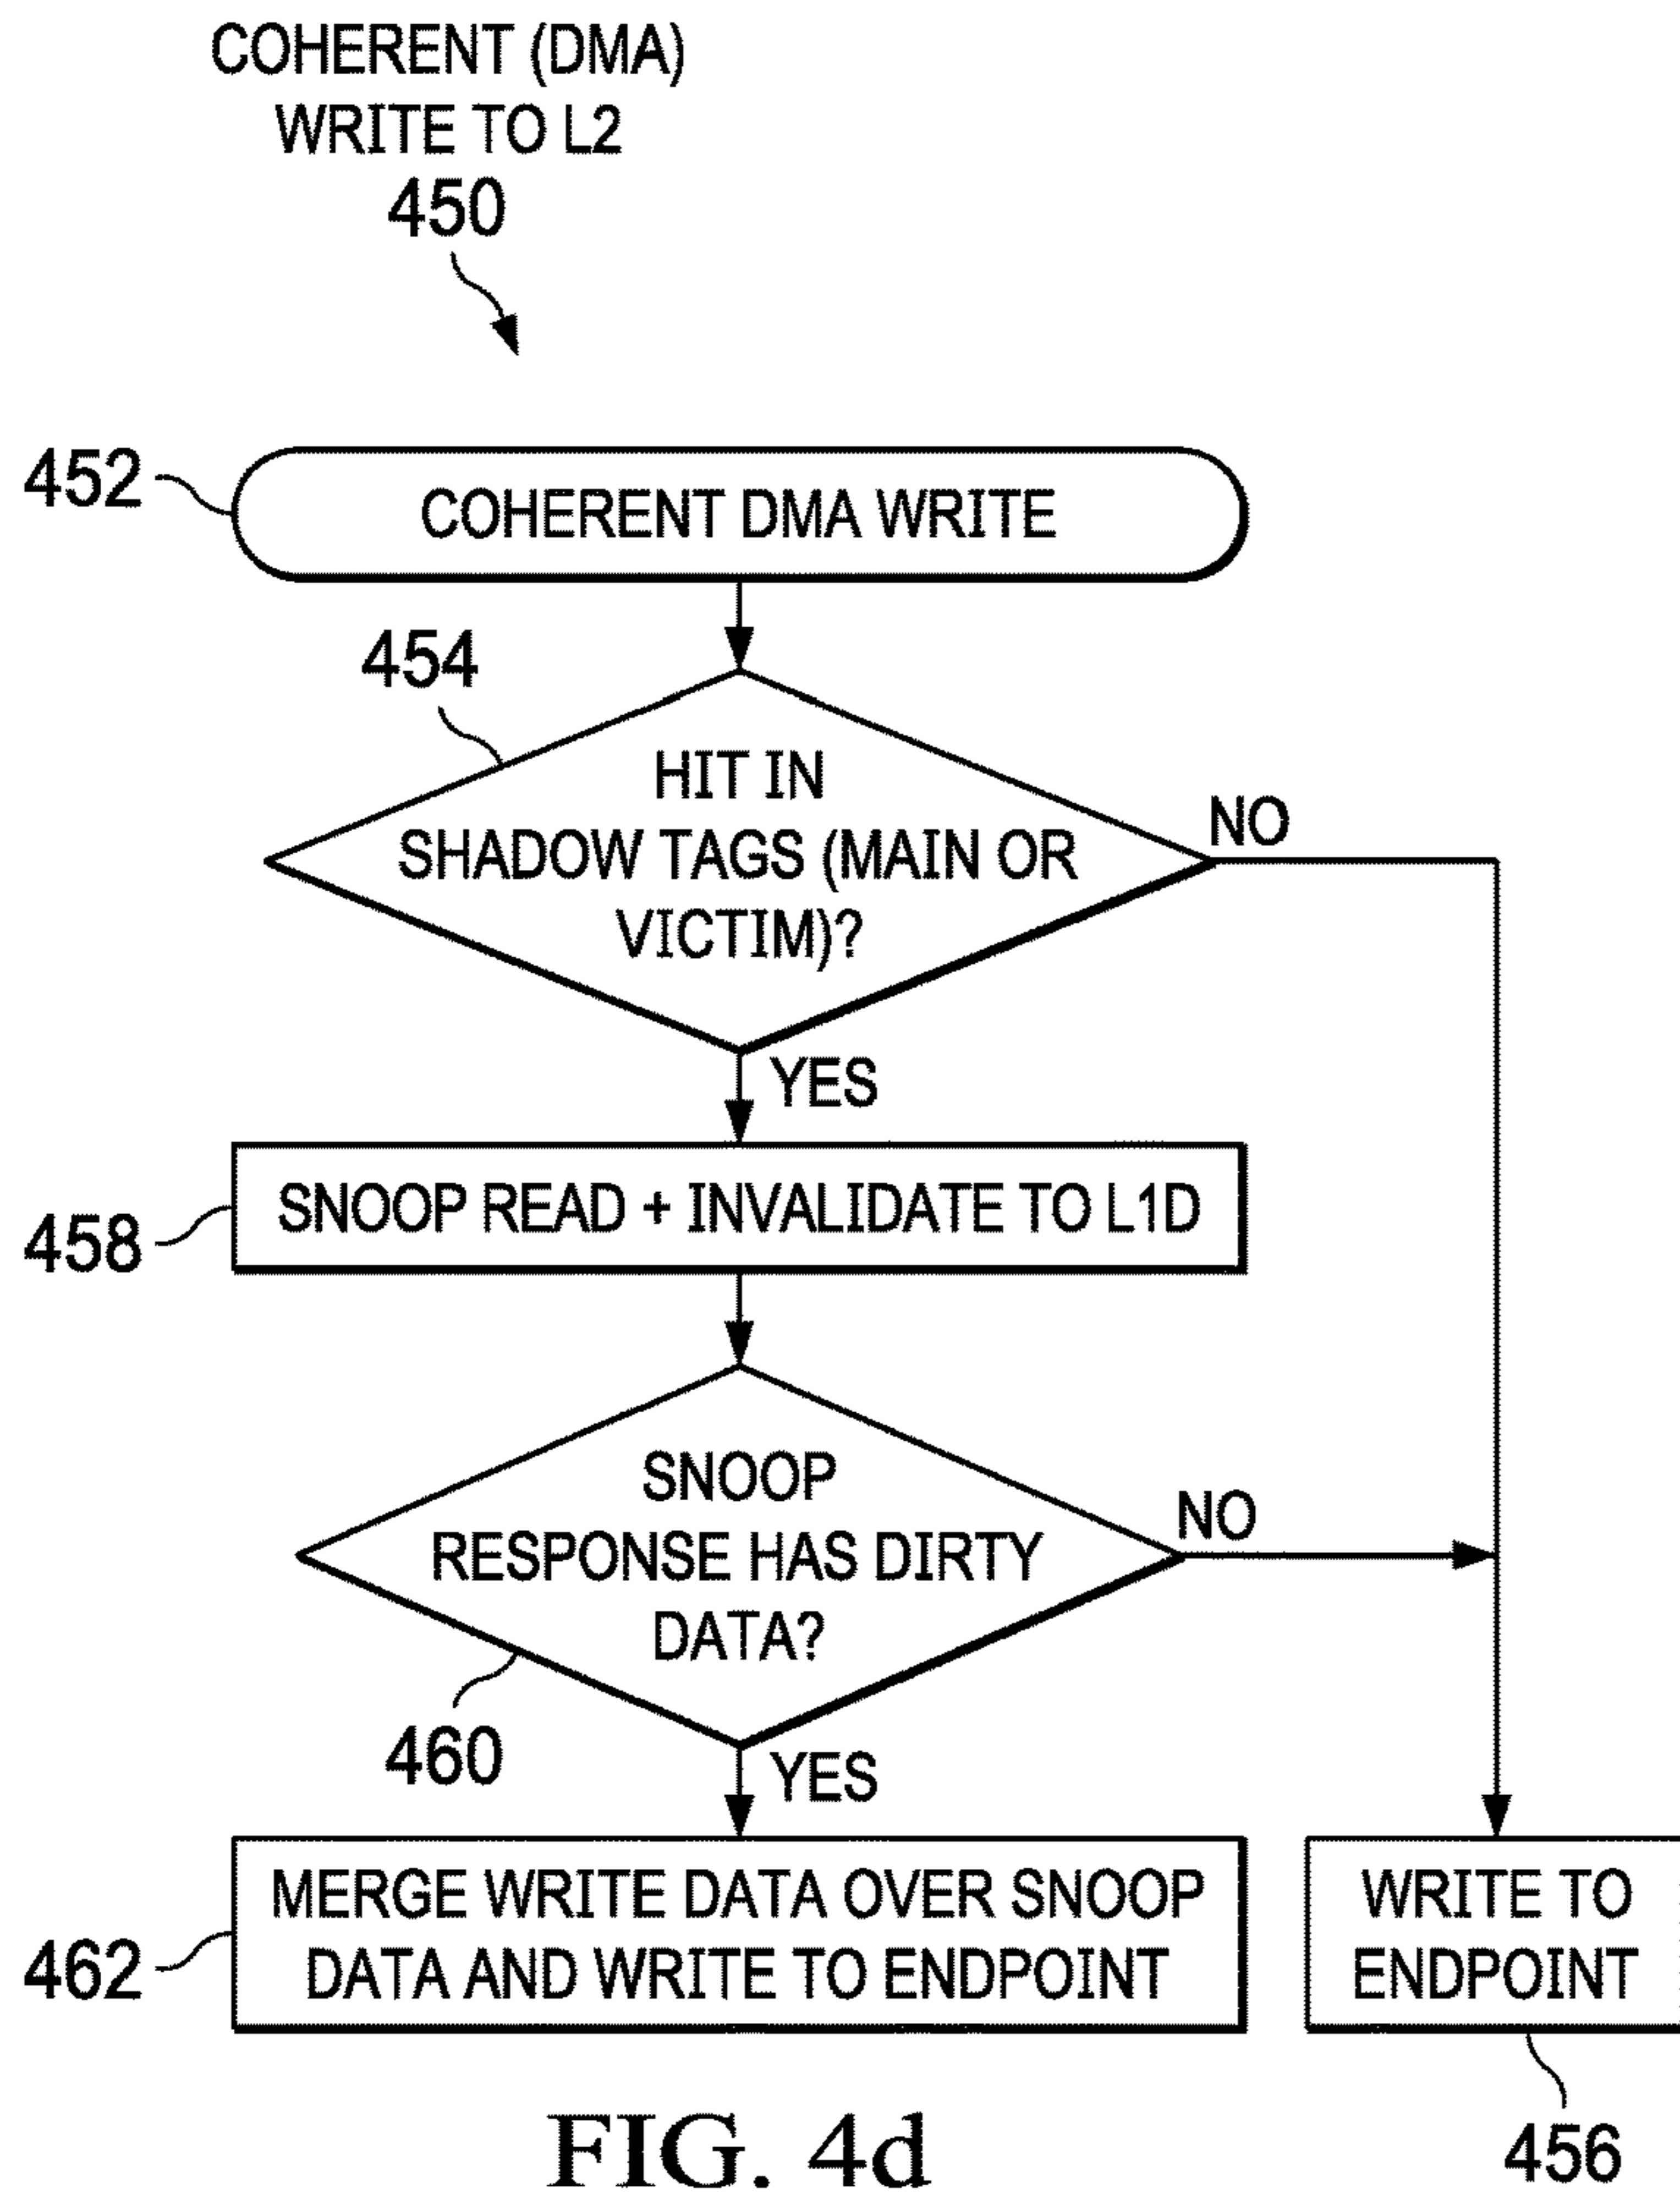 COHERENT (DMA)
WRITE TO L2
450
452
COHERENT DMA WRITE
454
HIT IN
SHADOW TAGS (MAIN OR
VICTIM)?
NO
YES
458
SNOOP READ + INVALIDATE TO L1D
SNOOP
RESPONSE HAS DIRTY
DATA?
NO
460
YES
462
MERGE WRITE DATA OVER SNOOP
DATA AND WRITE TO ENDPOINT
WRITE TO
ENDPOINT
456
FIG. 4d